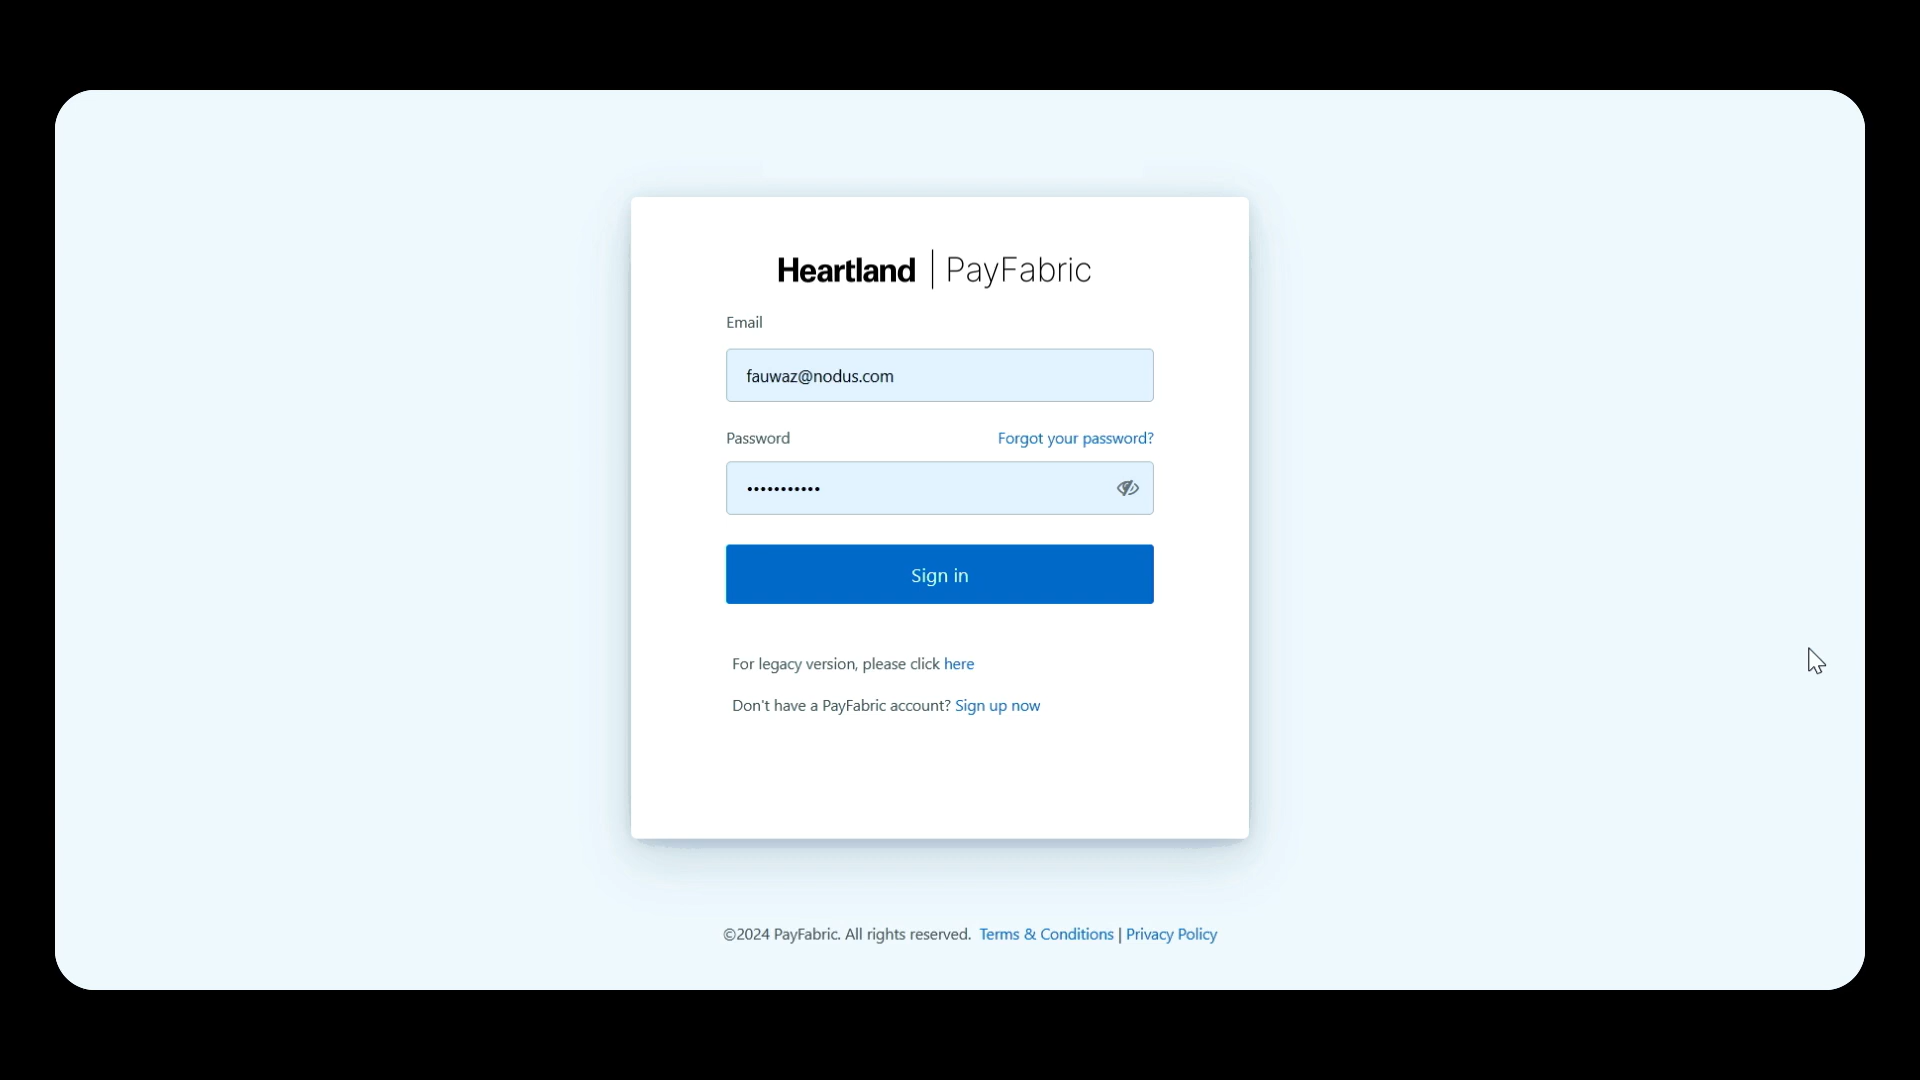 Heartland | PayFabric
Email
fauwaz@nodus.com
Password Forgot your password?
•••••••••••
Sign in
For legacy version, please click here
Don't have a PayFabric account? Sign up now
©2024 PayFabric. All rights reserved. Terms & Conditions | Privacy Policy